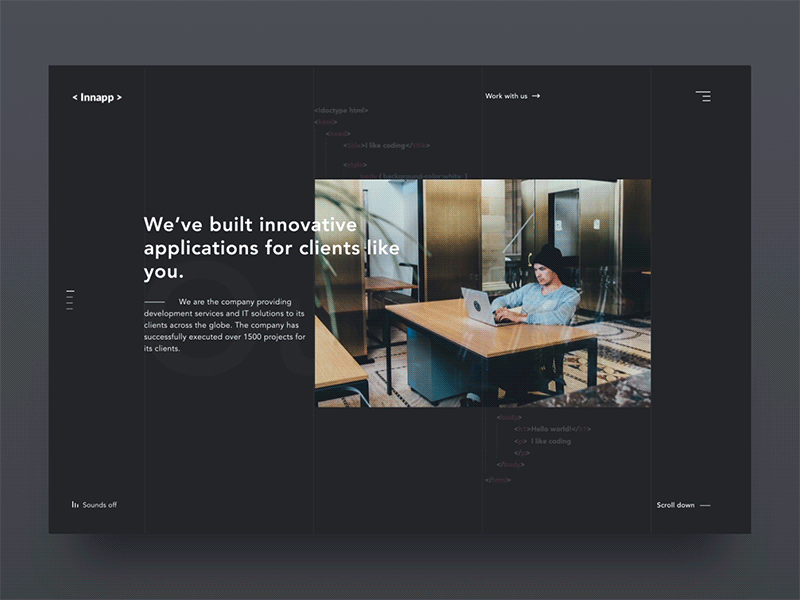 < Innapp >
Work with us →
<!doctype html>
<html>
<head>
<title>I like coding</title>
<style>
body { background-color:white; }
We’ve built innovative
applications for clients like
you.
We are the company providing
development services and IT solutions to its
clients across the globe. The company has
successfully executed over 1500 projects for
its clients.
<body>
<h1>Hello world!</h1>
<p> I like coding
</p>
</body>
</html>
Sounds off
Scroll down